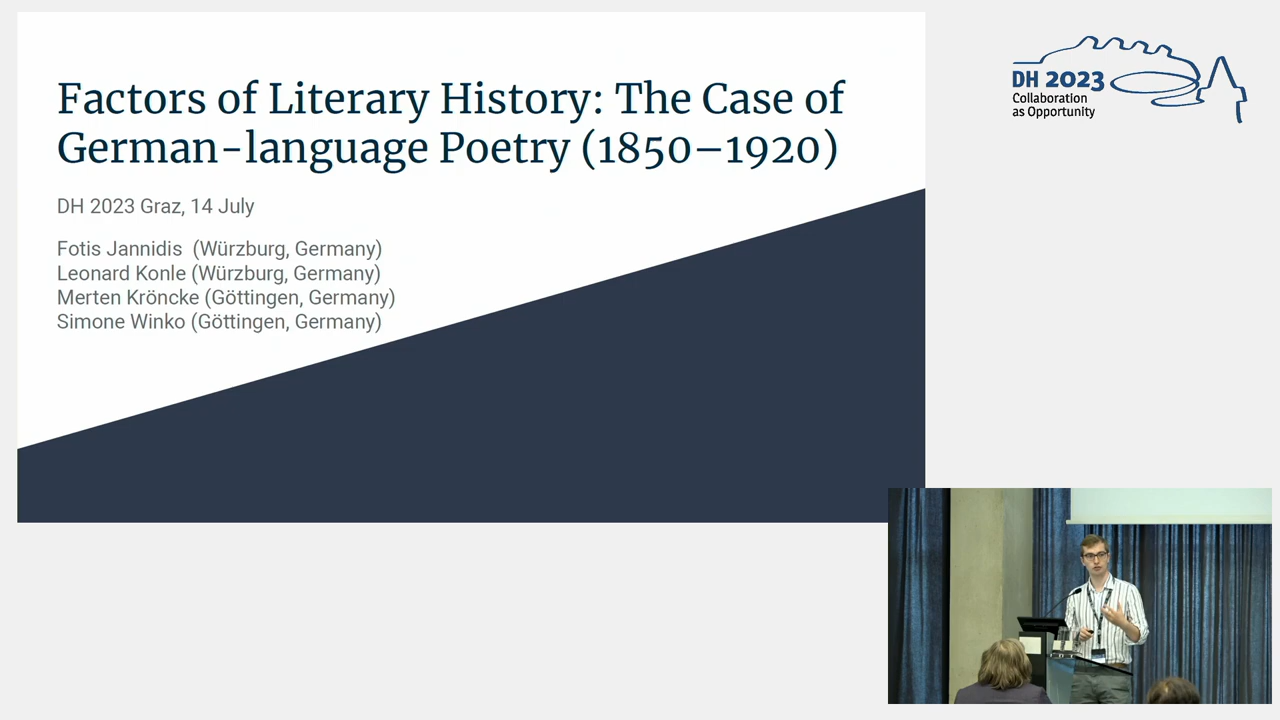 Factors of Literary History: The Case of
German-language Poetry (1850–1920)
DH 2023 Graz, 14 July
Fotis Jannidis (Würzburg, Germany)
Leonard Konle (Würzburg, Germany)
Merten Kröncke (Göttingen, Germany)
Simone Winko (Göttingen, Germany)
DH 2023
Collaboration
as Opportunity